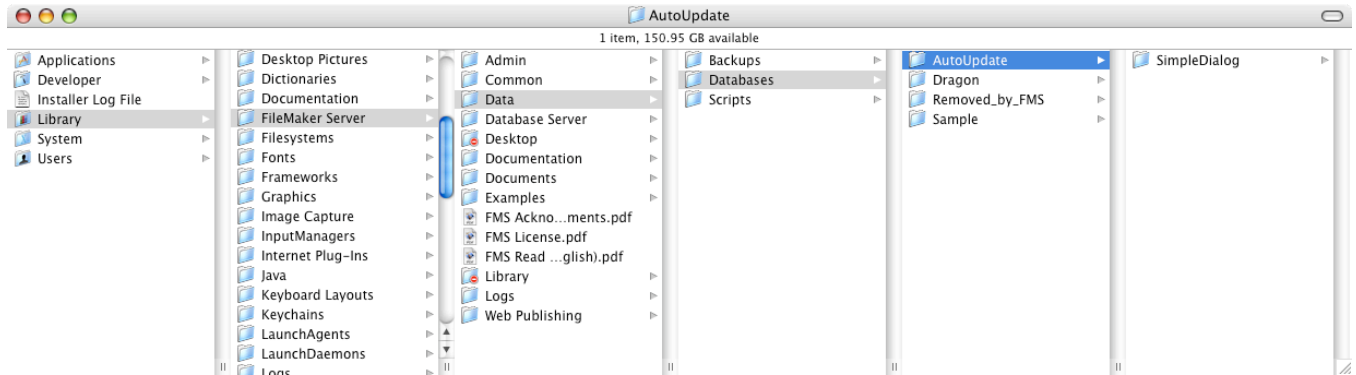 AutoUpdate
1 item, 150.95 GB available
Applications
Developer
Installer Log File
Library
System
Users
Desktop Pictures
Dictionaries
Documentation
FileMaker Server
Filesystems
Fonts
Frameworks
Graphics
Image Capture
InputManagers
Internet Plug-Ins
Java
Keyboard Layouts
Keychains
LaunchAgents
LaunchDaemons
Logs
Admin
Common
Data
Database Server
Desktop
Documentation
Documents
Examples
FMS Ackno...ments.pdf
FMS License.pdf
FMS Read ...glish).pdf
Library
Logs
Web Publishing
Backups
Databases
Scripts
AutoUpdate
Dragon
Removed_by_FMS
Sample
SimpleDialog